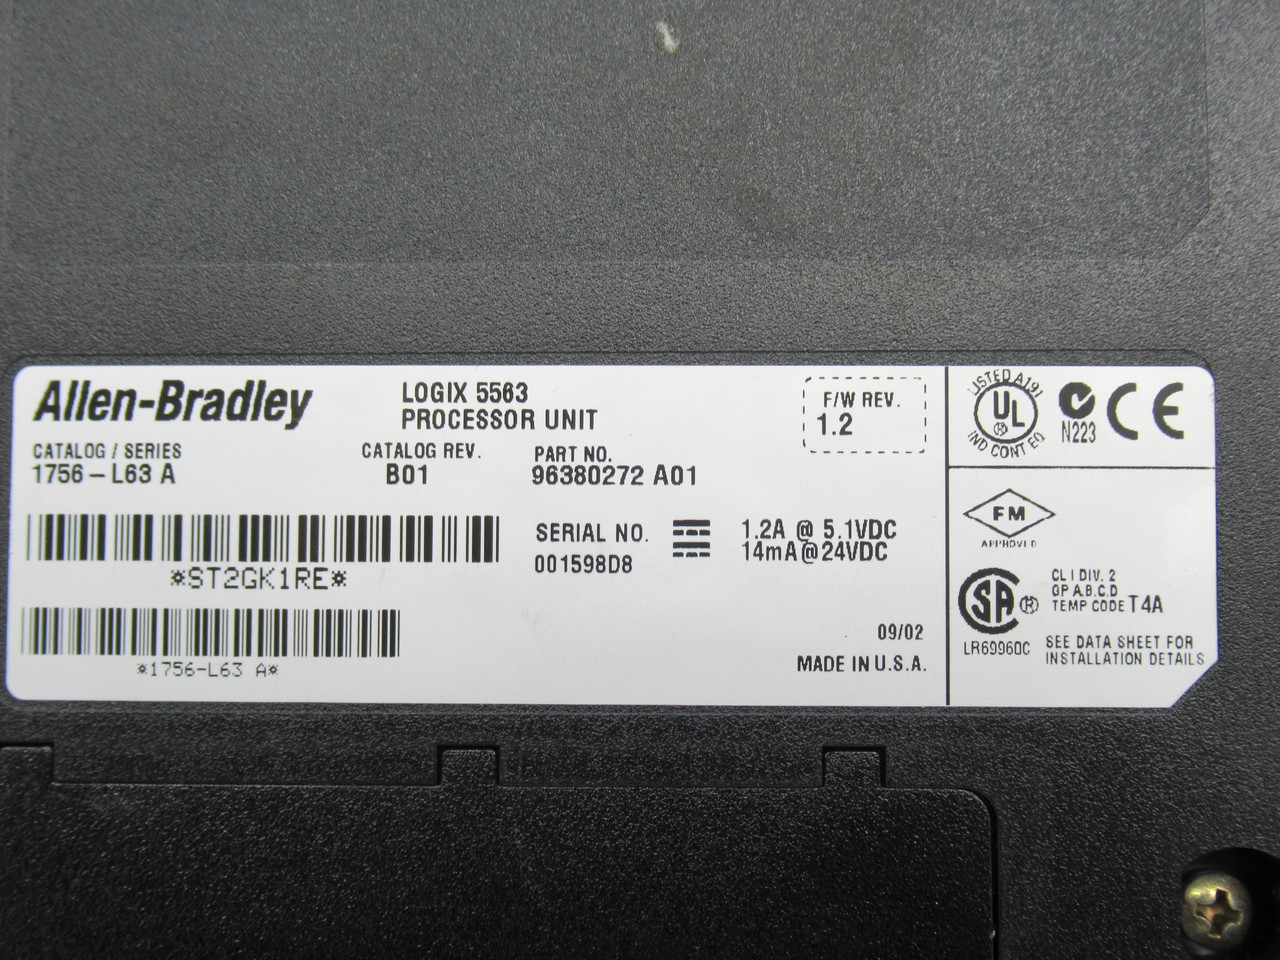 Allen-Bradley
LOGIX 5563
PROCESSOR UNIT
F/W REV.
1.2
CATALOG / SERIES
1756-L63 A
CATALOG REV.
B01
PART NO.
96380272 A01
*ST2GK1RE*
SERIAL NO.
001598D8
1.2A @ 5.1VDC
14mA@24VDC
*1756-L63 A*
09/02
MADE IN U.S.A.
LISTED A191
UL
®
IND CONT EQ
N223
CE
FM
APPROVED
SA ®
LR69960C
CL I DIV. 2
GP A.B.C.D
TEMP CODE T4A
SEE DATA SHEET FOR
INSTALLATION DETAILS